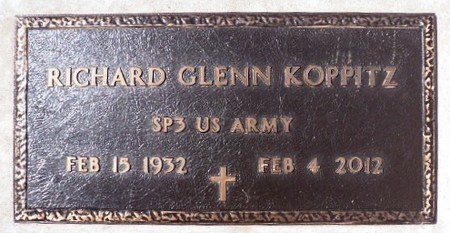 RICHARD GLENN KOPPITZ
SP3 US ARMY
FEB 15 1932 FEB 4 2012